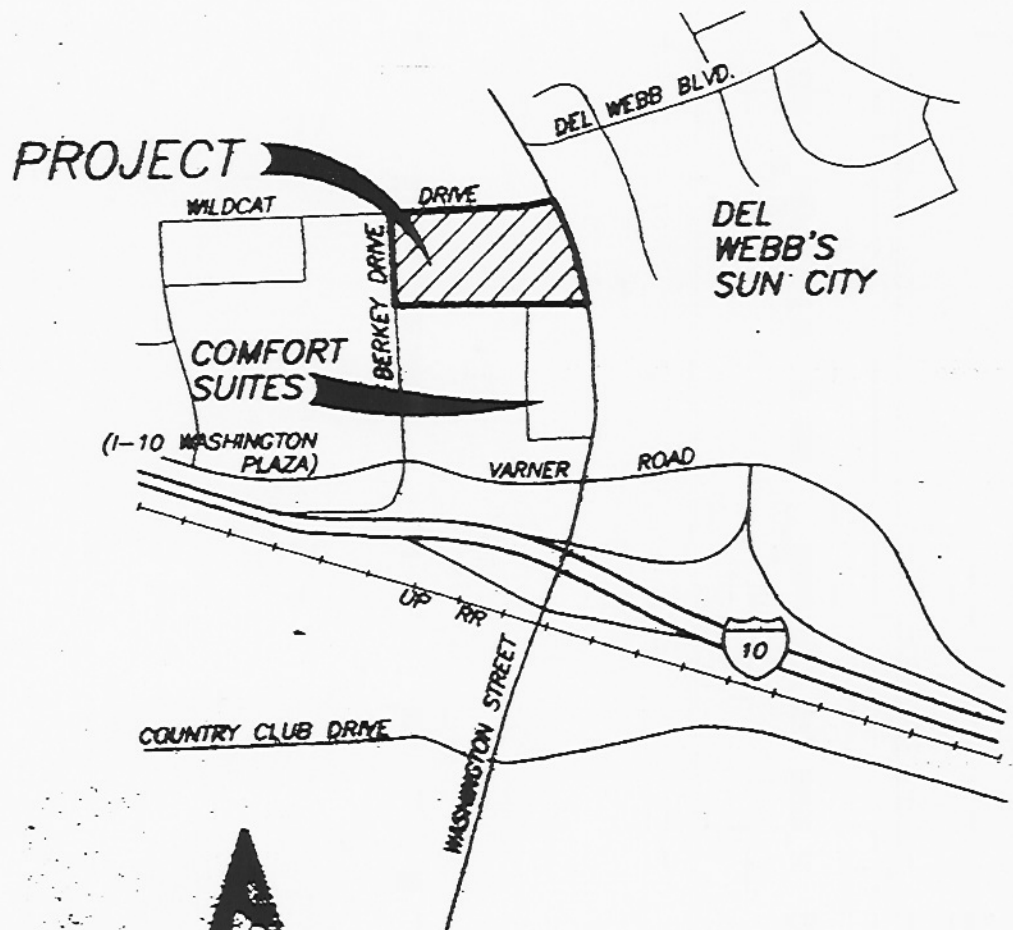 DEL WEBB BLVD.
PROJECT
WILDCAT DRIVE
DEL
WEBB'S
SUN CITY
BERKEY DRIVE
COMFORT
SUITES
(I-10 WASHINGTON
PLAZA)
VARNER ROAD
UP RR
10
WASHINGTON STREET
COUNTRY CLUB DRIVE